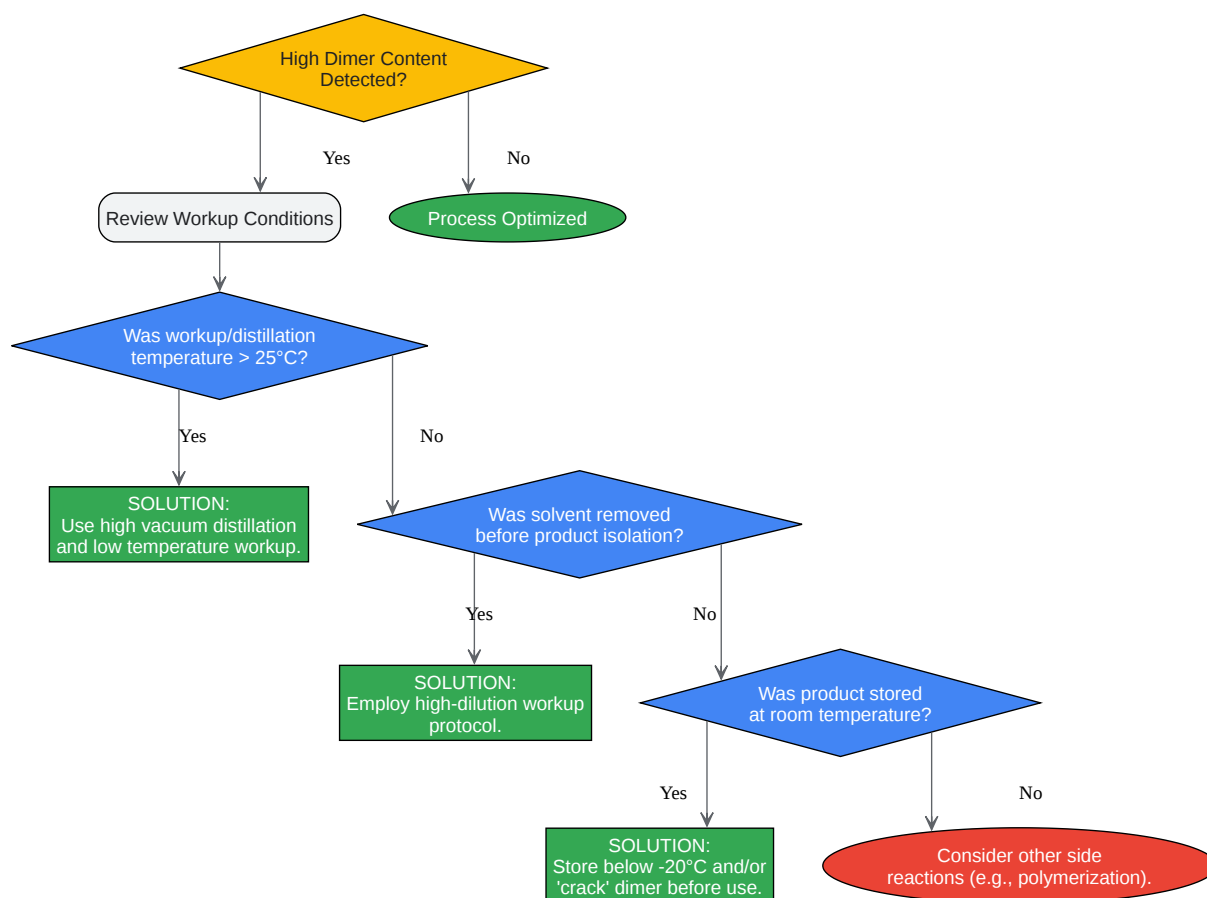 High Dimer Content
Detected?
Yes
No
Review Workup Conditions
Process Optimized
Was workup/distillation
temperature > 25°C?
Yes
No
SOLUTION:
Use high vacuum distillation
and low temperature workup.
Was solvent removed
before product isolation?
Yes
No
SOLUTION:
Employ high-dilution workup
protocol.
Was product stored
at room temperature?
Yes
No
SOLUTION:
Store below -20°C and/or
'crack' dimer before use.
Consider other side
reactions (e.g., polymerization).